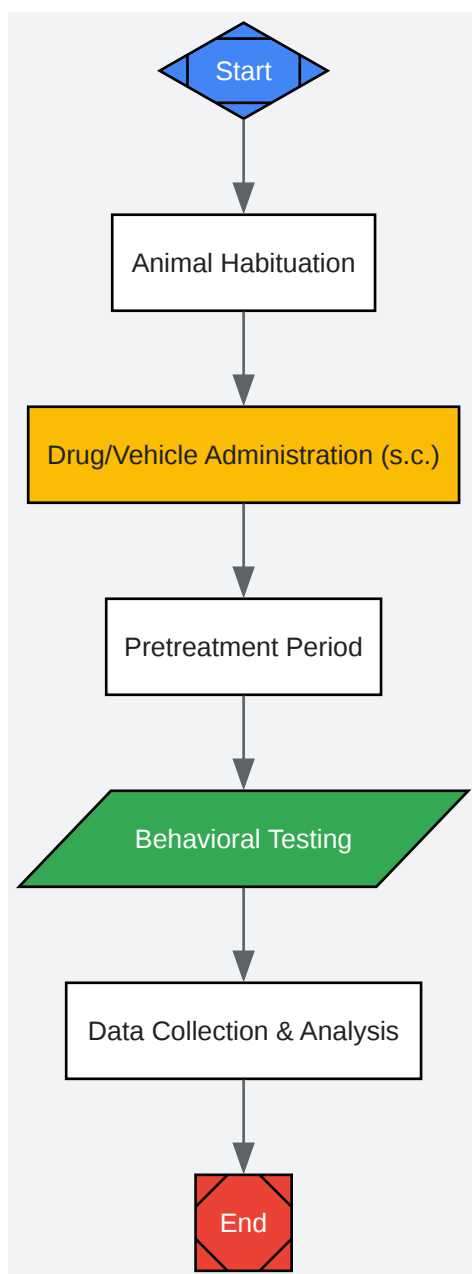 Start
Animal Habituation
Drug/Vehicle Administration (s.c.)
Pretreatment Period
Behavioral Testing
Data Collection & Analysis
End